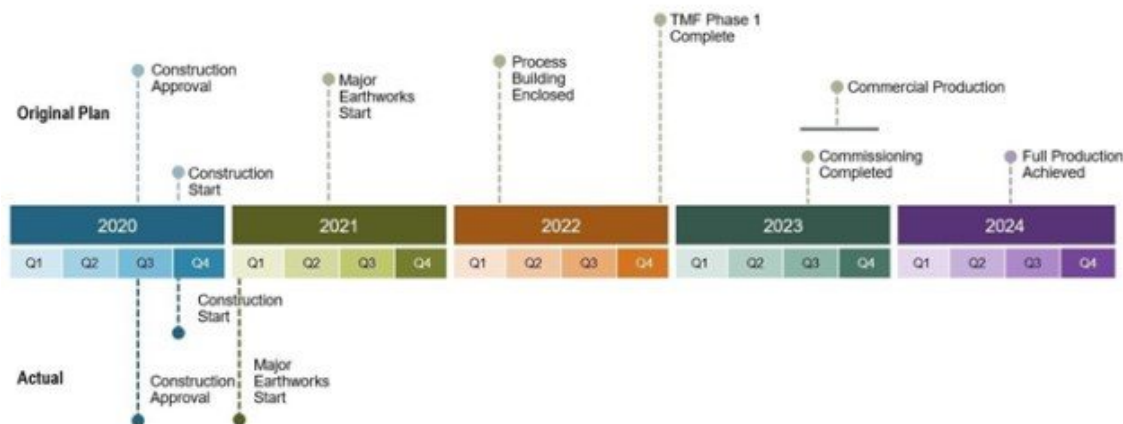 TMF Phase 1
Complete
Construction
Approval
Process
Building
Enclosed
Major
Earthworks
Start
Commercial Production
Original Plan
Construction
Start
Commissioning
Completed
Full Production
Achieved
2020
2021
2022
2023
2024
Q1 Q2 Q3 Q4 Q1 Q2 Q3 Q4 Q1 Q2 Q3 Q4 Q1 Q2 Q3 Q4 Q1 Q2 Q3 Q4
Construction
Start
Actual
Construction
Approval
Major
Earthworks
Start